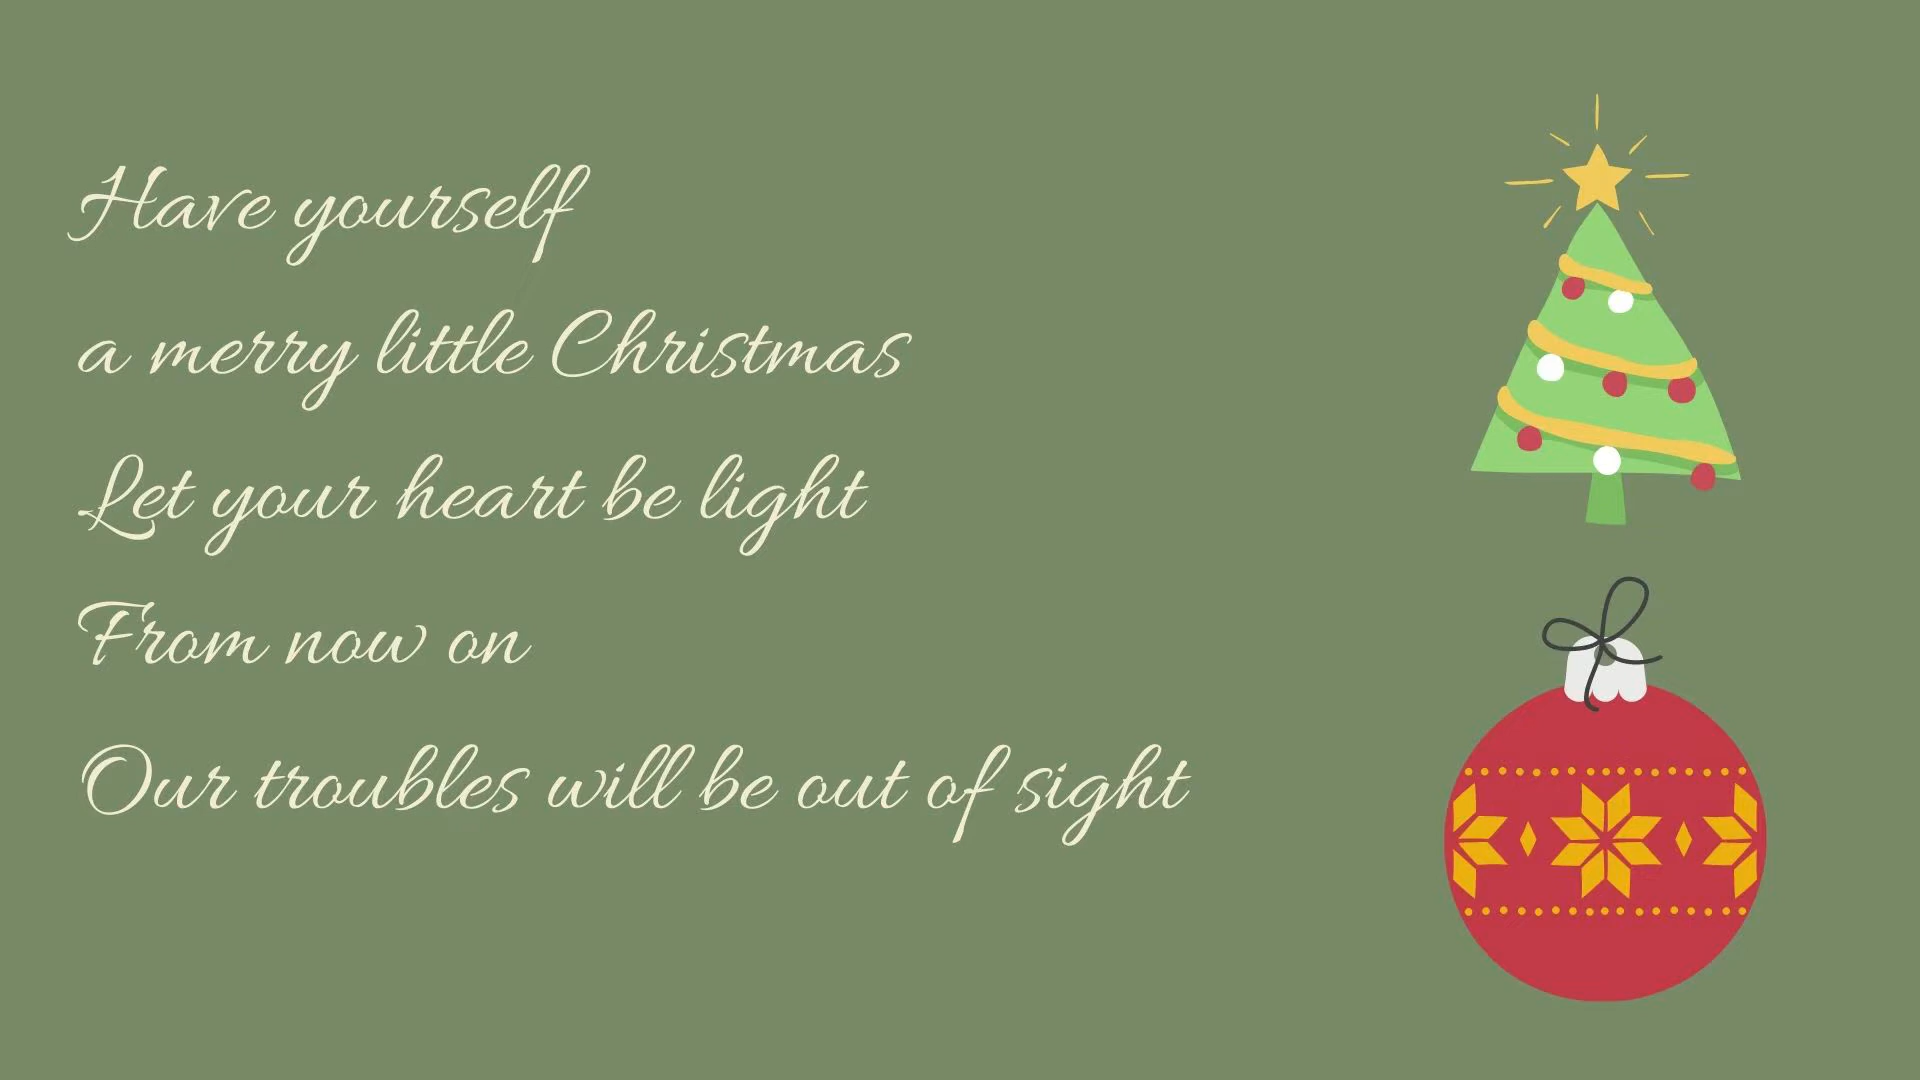 Have yourself
a merry little Christmas
Let your heart be light
From now on
Our troubles will be out of sight